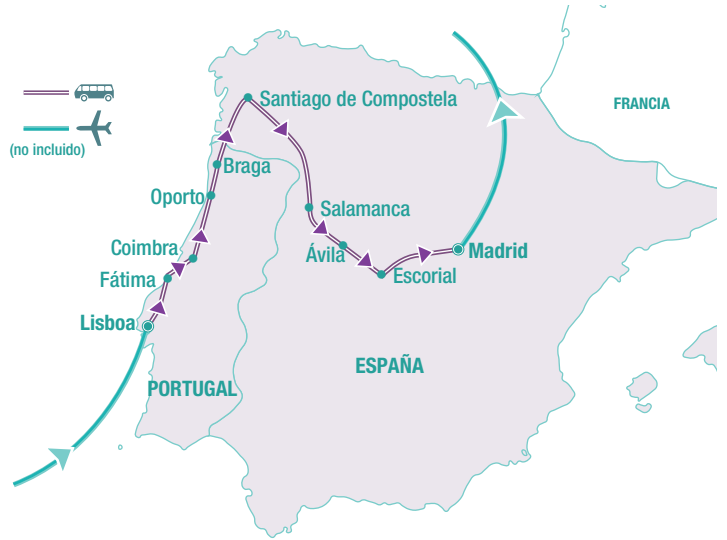 (no incluido)
FRANCIA
Santiago de Compostela
Braga
Oporto
Salamanca
Coimbra
Ávila
Madrid
Fátima
Escorial
Lisboa
ESPAÑA
PORTUGAL